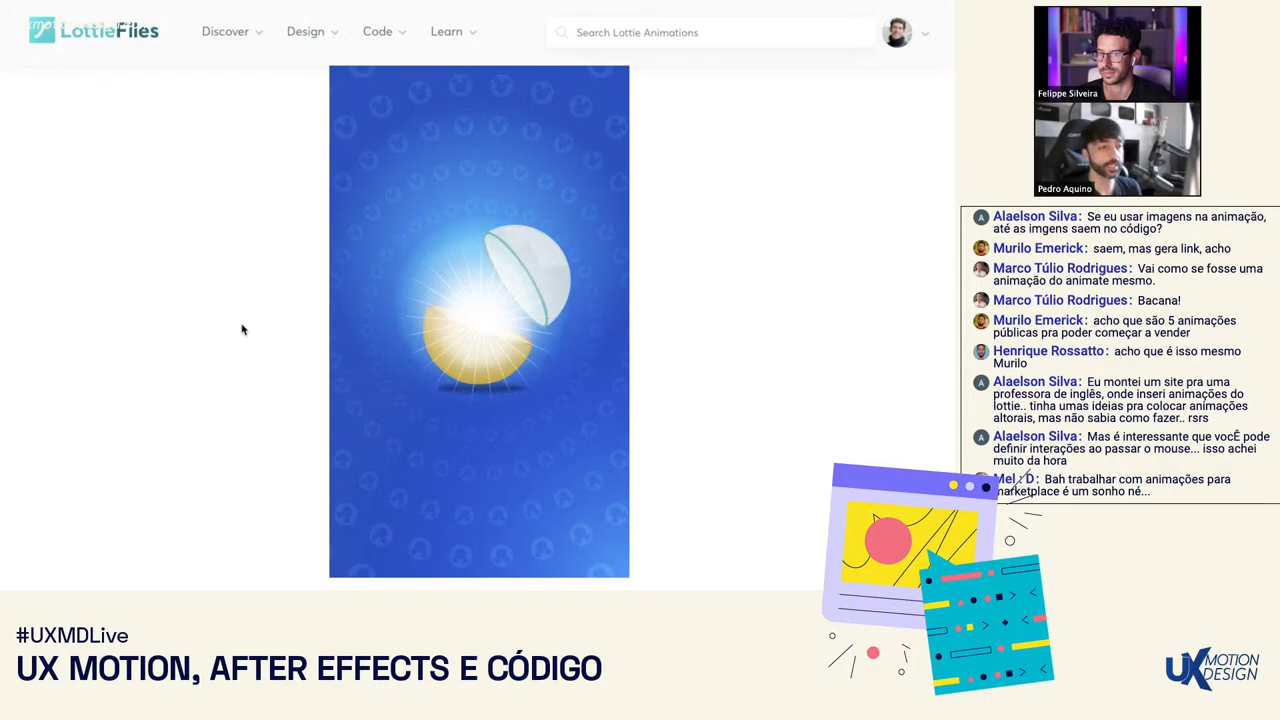 LottieFiles
Discover
Design
Code
Learn
Search Lottie Animations
Felippe Silveira
Pedro Aquino
A Alaelson Silva: Se eu usar imagens na animação,
até as imgens saem no código?
Murilo Emerick: saem, mas gera link, acho
Marco Túlio Rodrigues: Vai como se fosse uma
animação do animate mesmo.
Marco Túlio Rodrigues: Bacana!
Murilo Emerick: acho que são 5 animações
públicas pra poder começar a vender
Henrique Rossatto: acho que é isso mesmo
Murilo
A Alaelson Silva: Eu montei um site pra uma
professora de inglês, onde inseri animações do
lottie.. tinha umas ideias pra colocar animações
altorais, mas não sabia como fazer.. rsrs
A Alaelson Silva: Mas é interessante que vocÊ pode
definir interações ao passar o mouse... isso achei
muito da hora
Mel : D: Bah trabalhar com animações para
marketplace é um sonho né...
#UXMDLive
UX MOTION, AFTER EFFECTS E CÓDIGO
UX MOTION
DESIGN